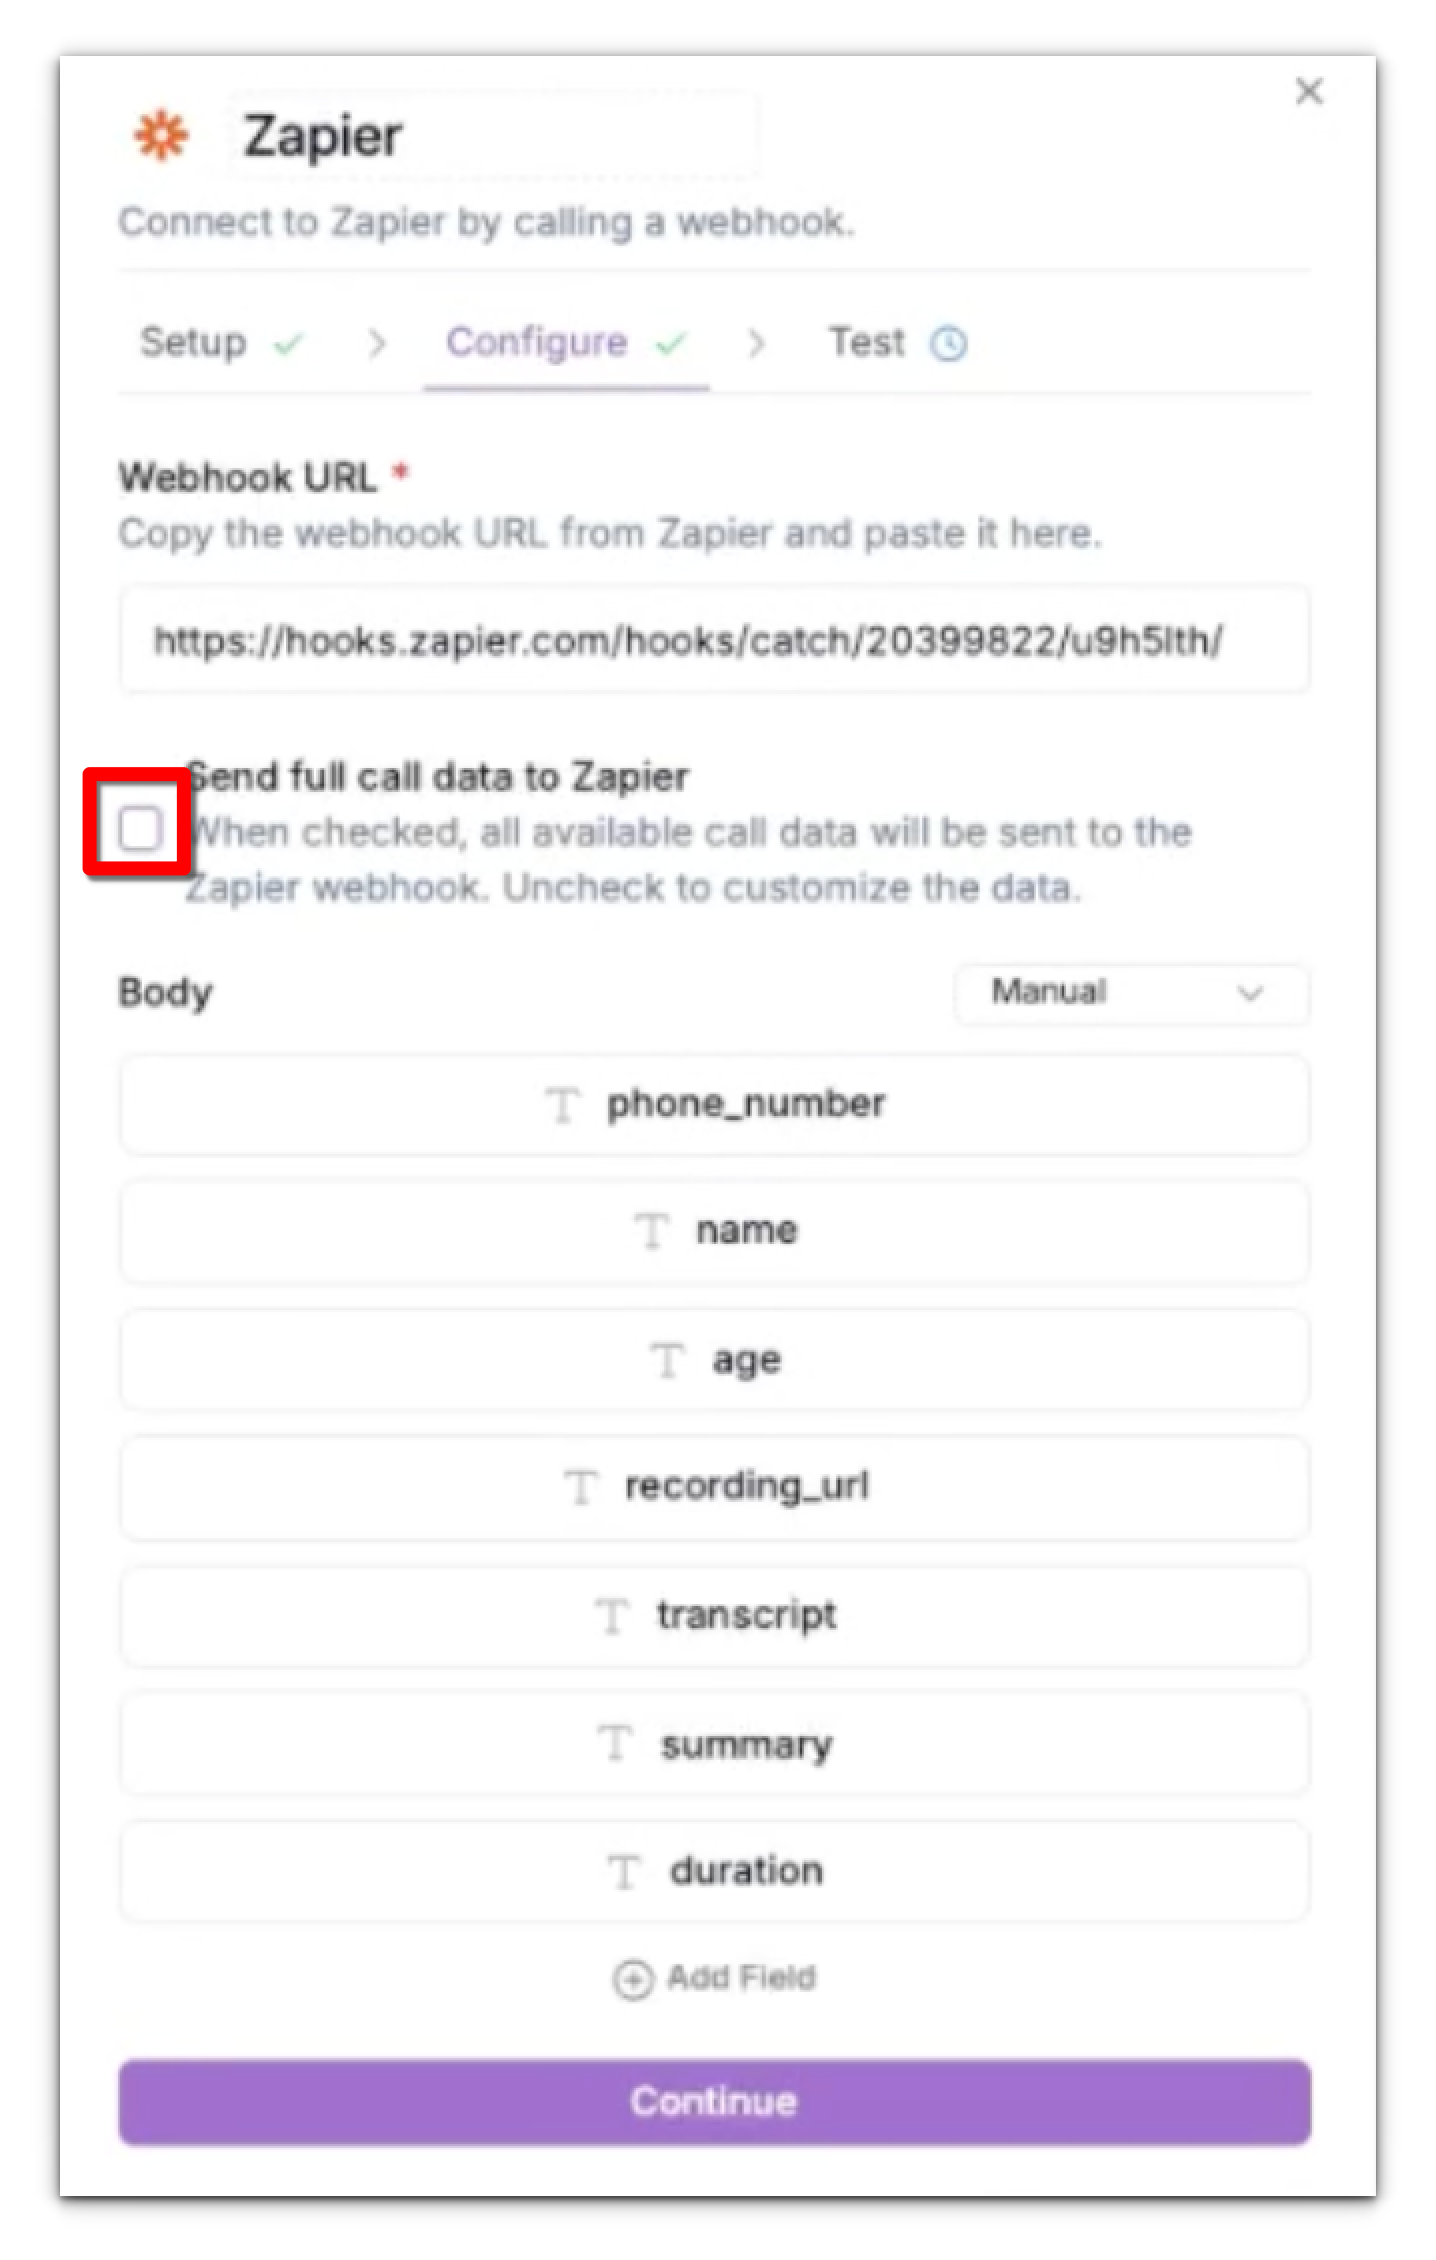 Zapier
Connect to Zapier by calling a webhook.
Setup
Configure
Test
Webhook URL *
Copy the webhook URL from Zapier and paste it here.
https://hooks.zapier.com/hooks/catch/20399822/u9h5lth/
Send full call data to Zapier
When checked, all available call data will be sent to the
Zapier webhook. Uncheck to customize the data.
Body
Manual
T phone_number
T name
T age
T recording_url
T transcript
T summary
T duration
Add Field
Continue